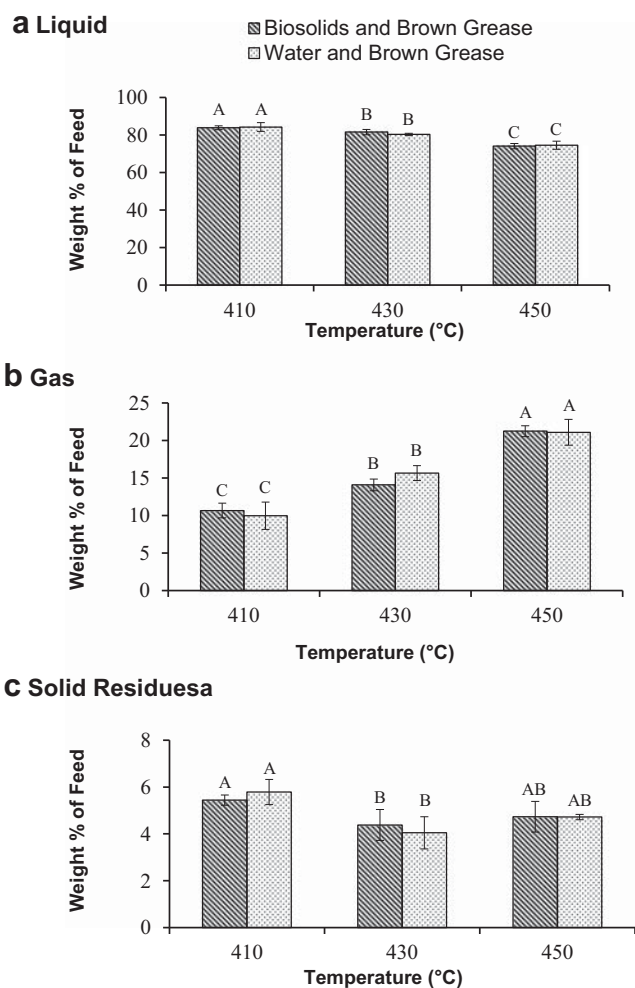 a Liquid
Biosolids and Brown Grease
Water and Brown Grease
Weight % of Feed
100
80
60
40
20
0
A A B B C C
410 430 450
Temperature (°C)
b Gas
Weight % of Feed
25
20
15
10
5
0
C C B B A A
410 430 450
Temperature (°C)
c Solid Residuesa
Weight % of Feed
8
6
4
2
0
A A B B AB AB
410 430 450
Temperature (°C)